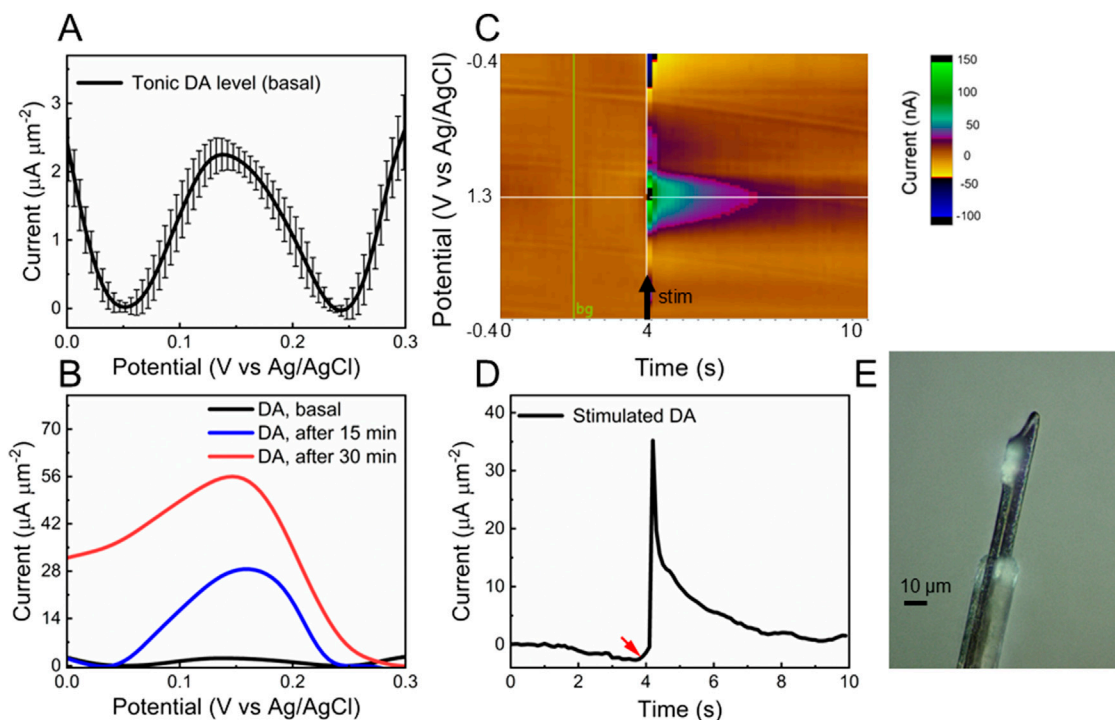 A
Current (µA µm-2)
3
2
1
0
Tonic DA level (basal)
0.0
0.1
0.2
0.3
Potential (V vs Ag/AgCl)
B
Current (µA µm-2)
70
56
42
28
14
0
DA, basal
DA, after 15 min
DA, after 30 min
0.0
0.1
0.2
0.3
Potential (V vs Ag/AgCl)
C
Potential (V vs Ag/AgCl)
-0.4
1.3
-0.4
bg
stim
0
4
10
Time (s)
Current (nA)
150
100
50
0
-50
-100
D
Current (µA µm-2)
40
30
20
10
0
Stimulated DA
0
2
4
6
8
10
Time (s)
E
10 µm